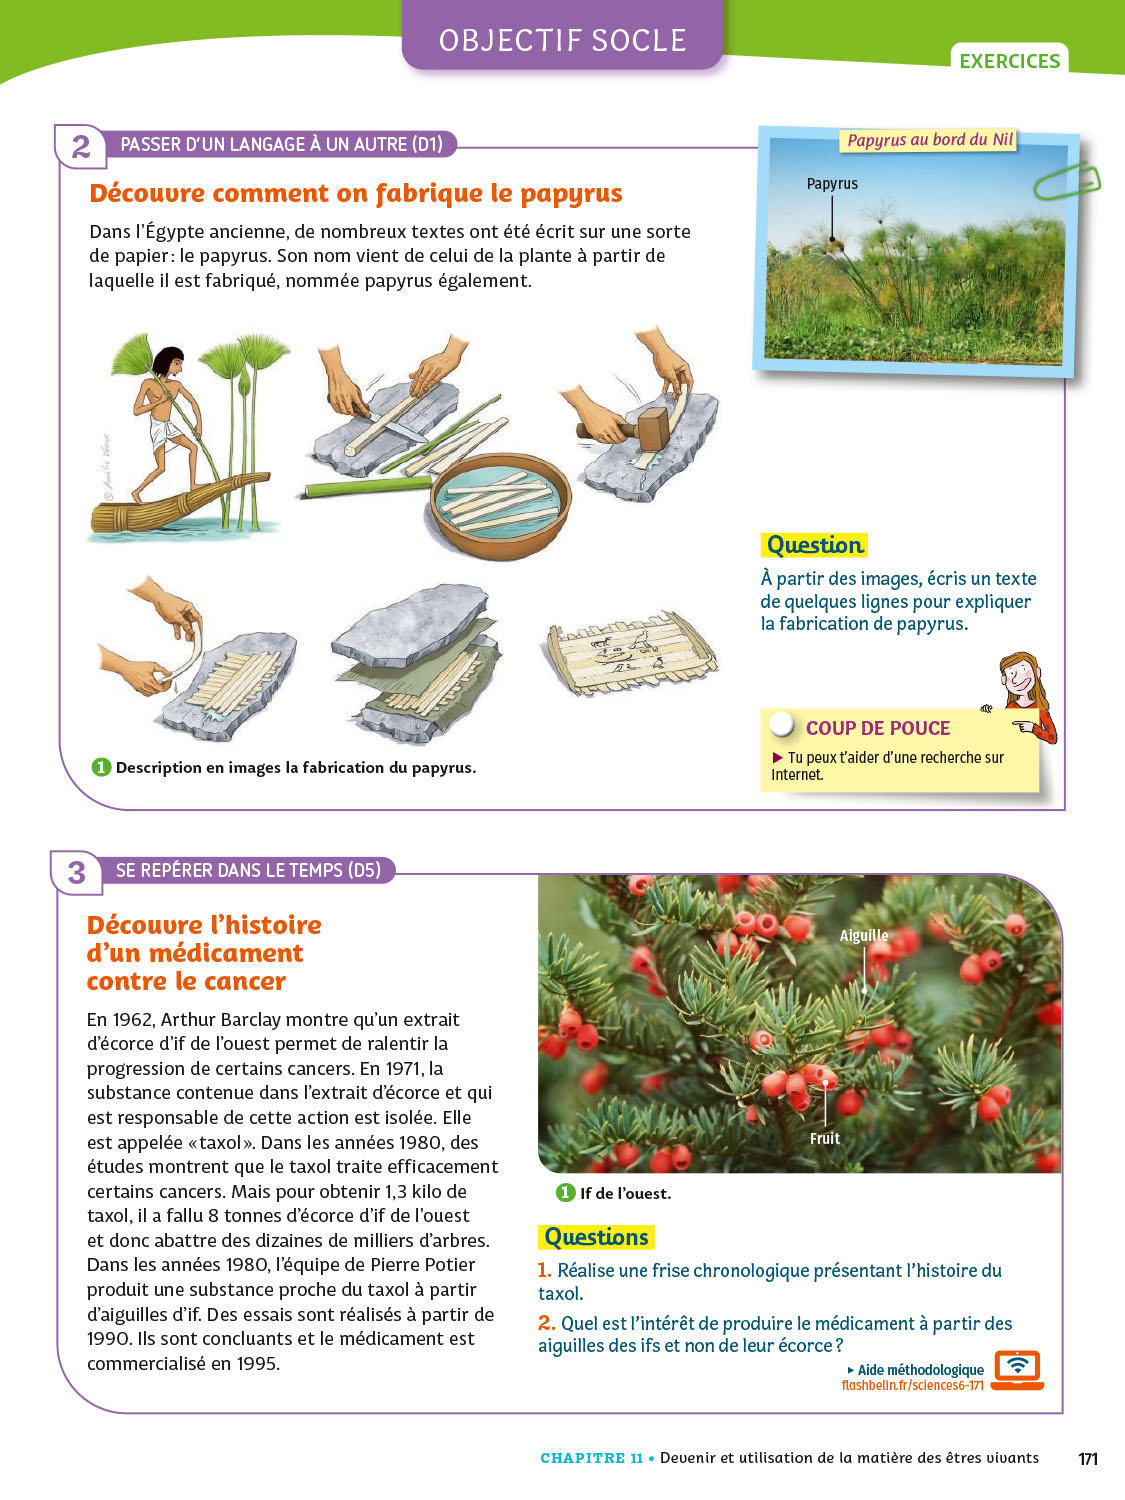 OBJECTIF SOCLE
EXERCICES
2 PASSER D’UN LANGAGE À UN AUTRE (D1)
Découvre comment on fabrique le papyrus
Dans l’Égypte ancienne, de nombreux textes ont été écrit sur une sorte
de papier : le papyrus. Son nom vient de celui de la plante à partir de
laquelle il est fabriqué, nommée papyrus également.
Papyrus au bord du Nil
Papyrus
Question
À partir des images, écris un texte
de quelques lignes pour expliquer
la fabrication de papyrus.
COUP DE POUCE
▶ Tu peux t’aider d’une recherche sur
Internet.
1 Description en images la fabrication du papyrus.
3 SE REPÉRER DANS LE TEMPS (D5)
Découvre l’histoire
d’un médicament
contre le cancer
En 1962, Arthur Barclay montre qu’un extrait
d’écorce d’if de l’ouest permet de ralentir la
progression de certains cancers. En 1971, la
substance contenue dans l’extrait d’écorce et qui
est responsable de cette action est isolée. Elle
est appelée « taxol ». Dans les années 1980, des
études montrent que le taxol traite efficacement
certains cancers. Mais pour obtenir 1,3 kilo de
taxol, il a fallu 8 tonnes d’écorce d’if de l’ouest
et donc abattre des dizaines de milliers d’arbres.
Dans les années 1980, l’équipe de Pierre Potier
produit une substance proche du taxol à partir
d’aiguilles d’if. Des essais sont réalisés à partir de
1990. Ils sont concluants et le médicament est
commercialisé en 1995.
Aiguille
Fruit
1 If de l’ouest.
Questions
1. Réalise une frise chronologique présentant l’histoire du
taxol.
2. Quel est l’intérêt de produire le médicament à partir des
aiguilles des ifs et non de leur écorce ?
▸ Aide méthodologique
flashbelin.fr/sciences6-171
CHAPITRE 11 • Devenir et utilisation de la matière des êtres vivants
171